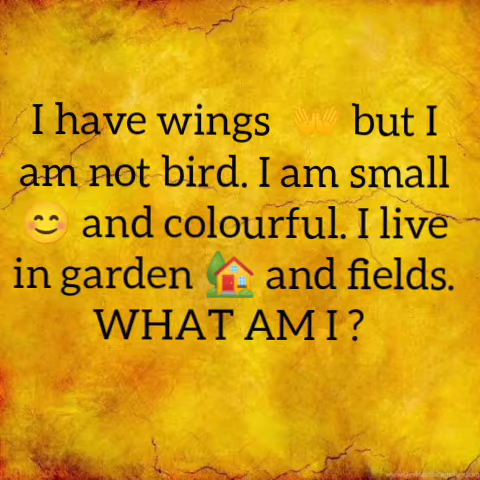 I have wings 👐 but I
am not bird. I am small
😊 and colourful. I live
in garden 🏡 and fields.
WHAT AM I ?